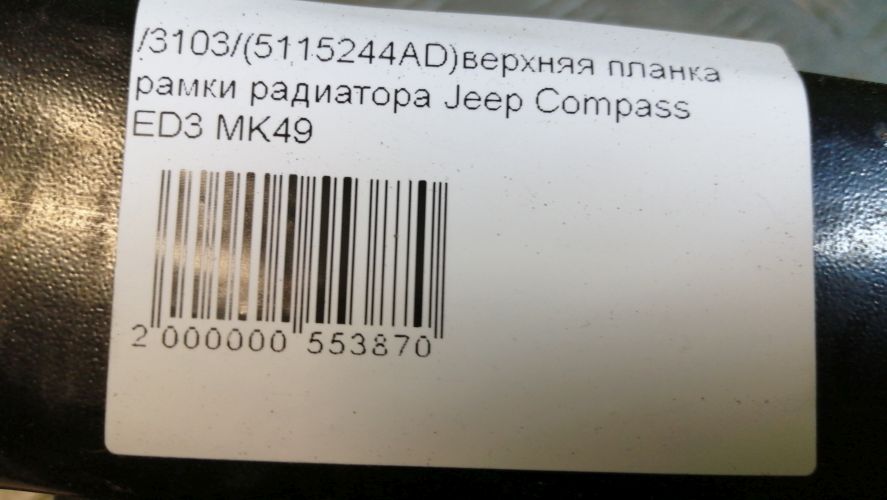 /3103/(5115244AD)верхняя планка
рамки радиатора Jeep Compass
ED3 MK49
2 000000 553870